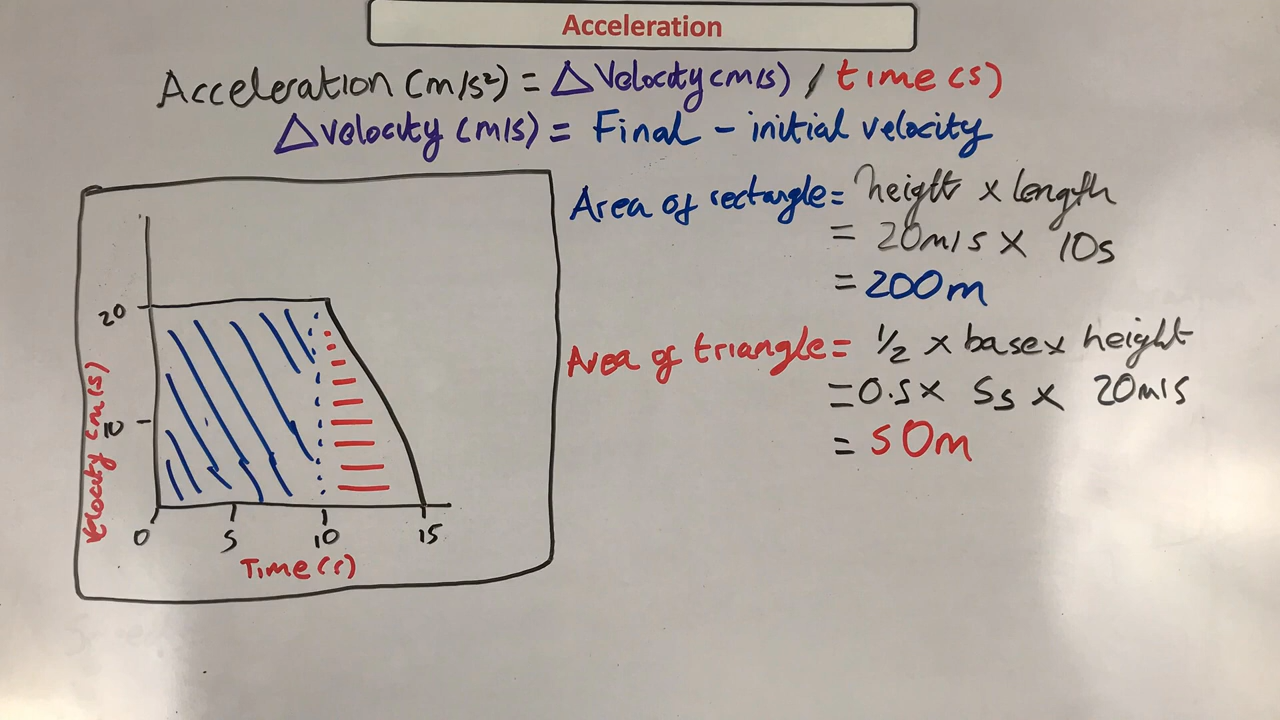 Acceleration
Acceleration (m/s²) = Δ Velocity (m/s) / time (s)
Δ velocity (m/s) = Final - initial velocity
Area of rectangle = height x length
= 20m/s x 10s
= 200m
Area of triangle = 1/2 x base x height
= 0.5 x 5s x 20m/s
= 50m
20
10
Velocity (m/s)
0 5 10 15
Time (s)